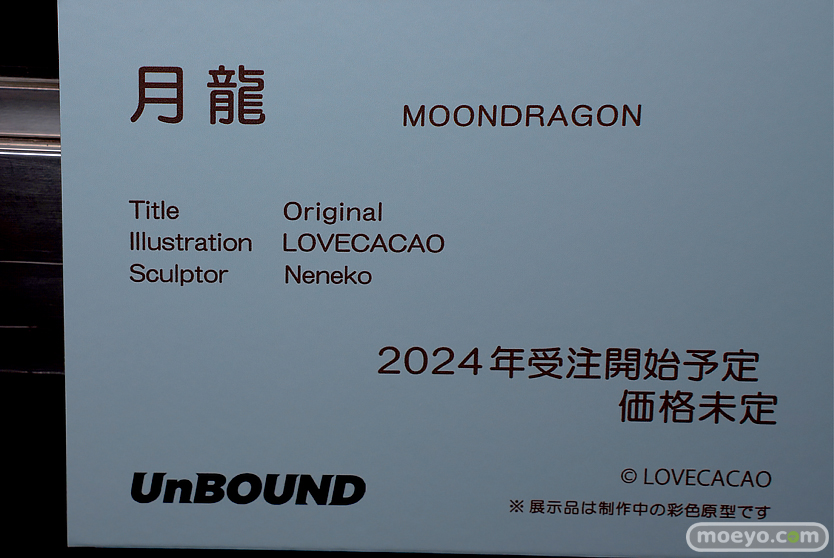 月龍 MOONDRAGON
Title Original
Illustration LOVECACAO
Sculptor Neneko
2024年受注開始予定
価格未定
UnBOUND
© LOVECACAO
※展示品は制作中の彩色原型です
moeyo.com